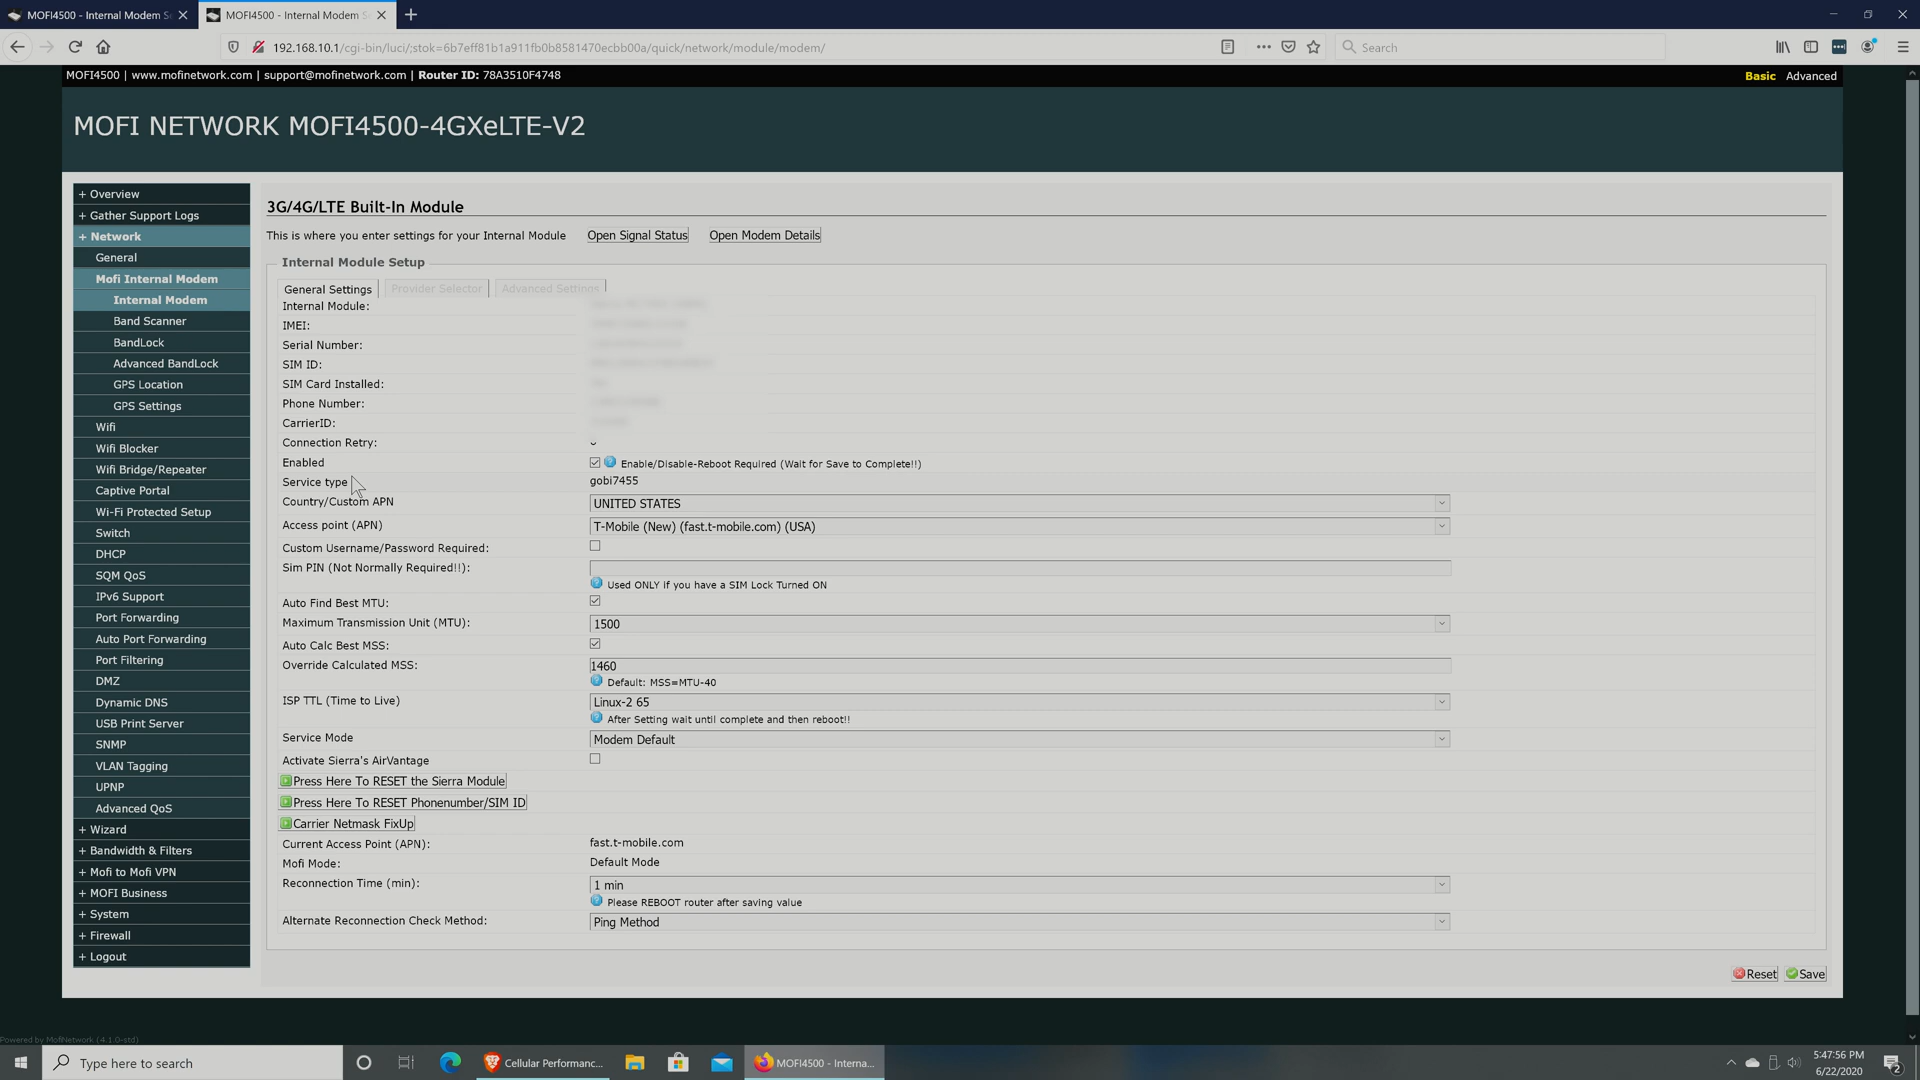 MOFI4500 - Internal Modem S
MOFI4500 - Internal Modem S
192.168.10.1/cgi-bin/luci/;stok=6b7eff81b1a911fb0b8581470ecbb00a/quick/network/module/modem/
Search
MOFI4500 | www.mofinetwork.com | support@mofinetwork.com | Router ID: 78A3510F4748
Basic Advanced
MOFI NETWORK MOFI4500-4GXeLTE-V2
+ Overview
+ Gather Support Logs
+ Network
General
Mofi Internal Modem
Internal Modem
Band Scanner
BandLock
Advanced BandLock
GPS Location
GPS Settings
Wifi
Wifi Blocker
Wifi Bridge/Repeater
Captive Portal
Wi-Fi Protected Setup
Switch
DHCP
SQM QoS
IPv6 Support
Port Forwarding
Auto Port Forwarding
Port Filtering
DMZ
Dynamic DNS
USB Print Server
SNMP
VLAN Tagging
UPNP
Advanced QoS
+ Wizard
+ Bandwidth & Filters
+ Mofi to Mofi VPN
+ MOFI Business
+ System
+ Firewall
+ Logout
3G/4G/LTE Built-In Module
This is where you enter settings for your Internal Module Open Signal Status Open Modem Details
Internal Module Setup
General Settings Provider Selector Advanced Settings
Internal Module:
IMEI:
Serial Number:
SIM ID:
SIM Card Installed:
Phone Number:
CarrierID:
Connection Retry:
Enabled Enable/Disable-Reboot Required (Wait for Save to Complete!!)
Service type gobi7455
Country/Custom APN UNITED STATES
Access point (APN) T-Mobile (New) (fast.t-mobile.com) (USA)
Custom Username/Password Required:
Sim PIN (Not Normally Required!!):
Used ONLY if you have a SIM Lock Turned ON
Auto Find Best MTU:
Maximum Transmission Unit (MTU): 1500
Auto Calc Best MSS:
Override Calculated MSS: 1460
Default: MSS=MTU-40
ISP TTL (Time to Live) Linux-2 65
After Setting wait until complete and then reboot!!
Service Mode Modem Default
Activate Sierra's AirVantage
Press Here To RESET the Sierra Module
Press Here To RESET Phonenumber/SIM ID
Carrier Netmask FixUp
Current Access Point (APN): fast.t-mobile.com
Mofi Mode: Default Mode
Reconnection Time (min): 1 min
Please REBOOT router after saving value
Alternate Reconnection Check Method: Ping Method
Reset Save
Powered by MofiNetwork (4.1.0-std)
Type here to search
Cellular Performanc...
MOFI4500 - Interna...
5:47:56 PM
6/22/2020
2